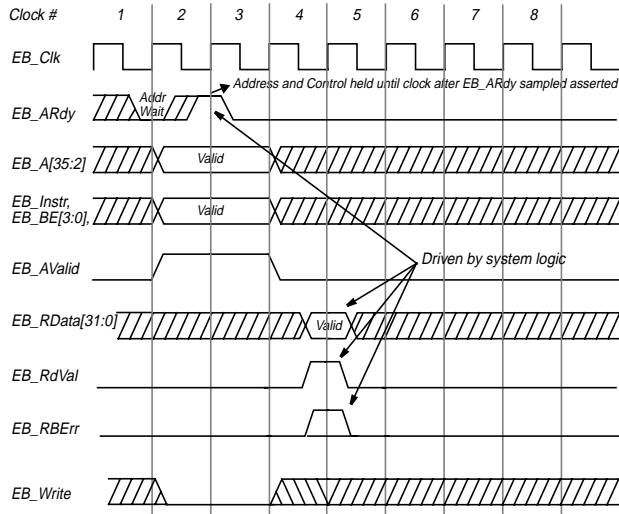 Clock # 1 2 3 4 5 6 7 8
EB_Clk
Address and Control held until clock after EB_ARdy sampled asserted
Addr
Wait
EB_ARdy
EB_A[35:2] Valid
EB_Instr,
EB_BE[3:0], Valid
EB_AValid
Driven by system logic
EB_RData[31:0] Valid
EB_RdVal
EB_RBErr
EB_Write